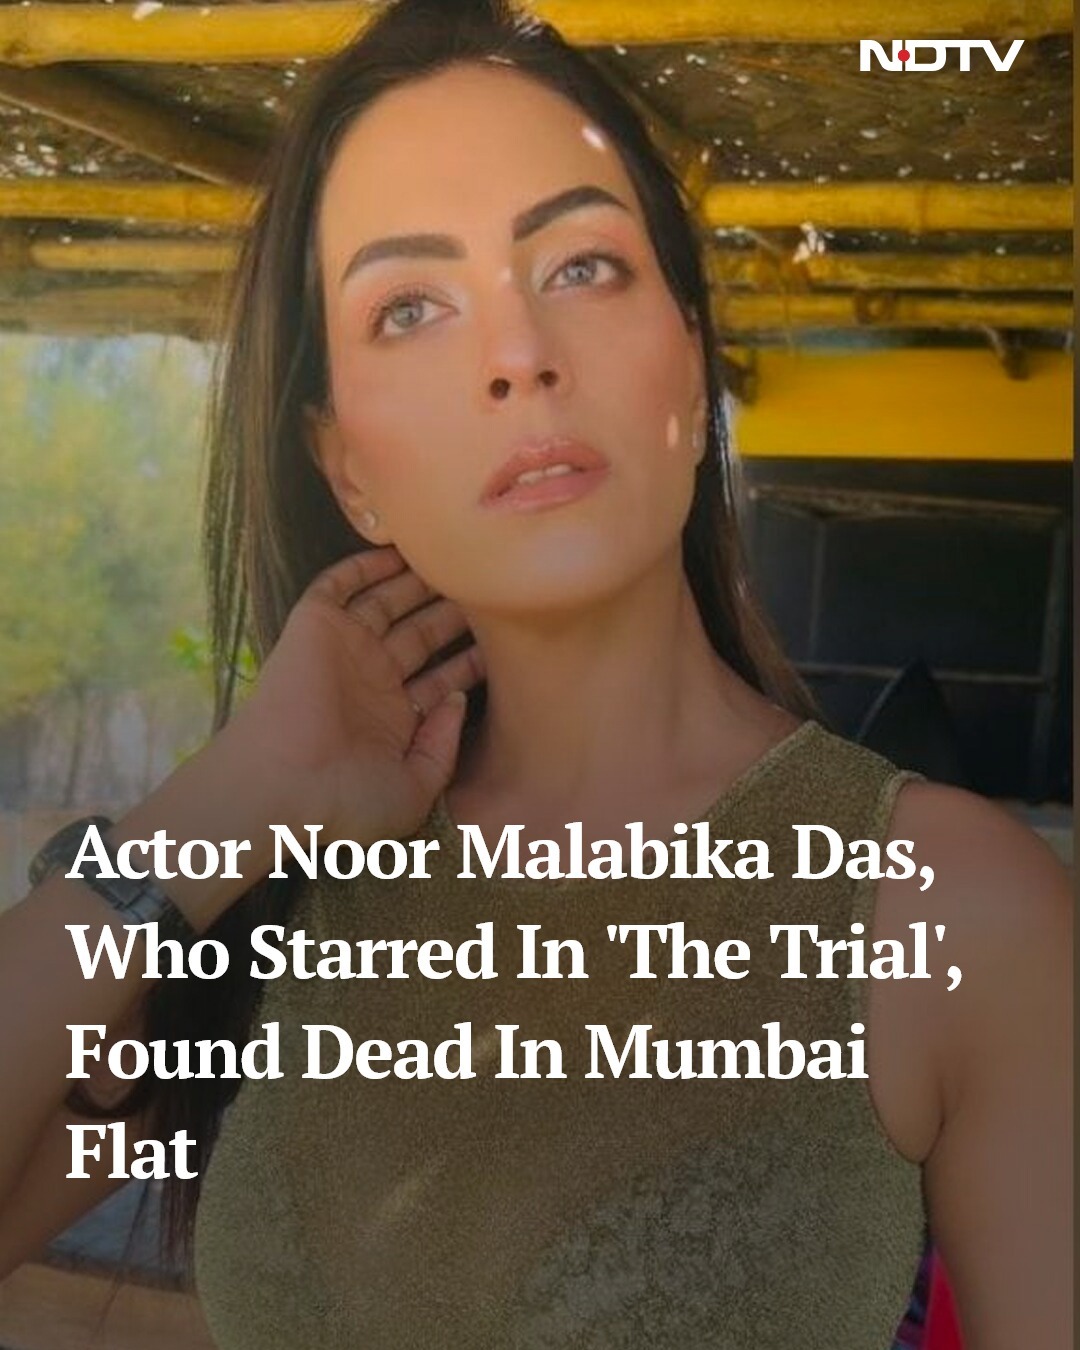 NDTV
Actor Noor Malabika Das,
Who Starred In 'The Trial',
Found Dead In Mumbai
Flat